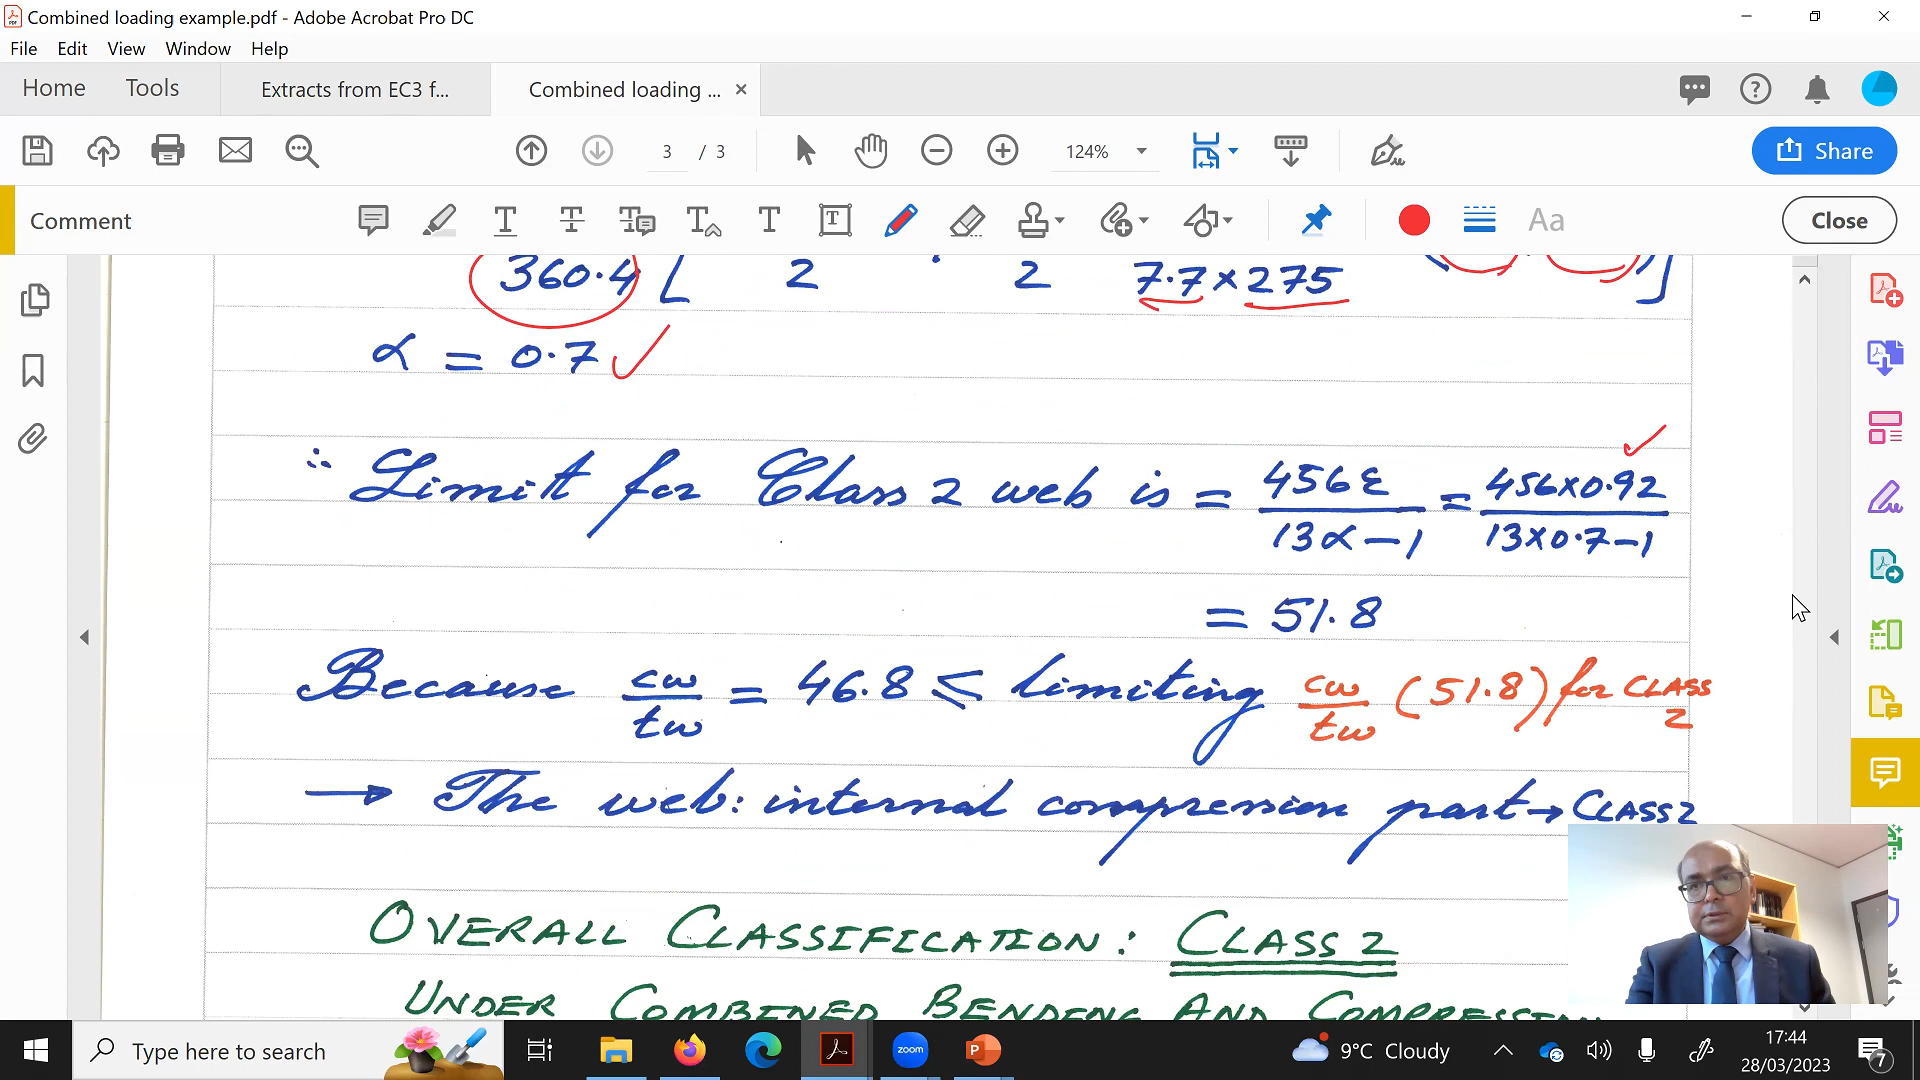 Combined loading example.pdf - Adobe Acrobat Pro DC
File Edit View Window Help
Home Tools Extracts from EC3 f... Combined loading ... ×
3 / 3 124% Share
Comment Aa Close
360.4 [ 2 2 7.7×275 ]
α = 0.7 ✓
∴ Limit for Class 2 web is = 456ε / 13α-1 = 456×0.92 / 13×0.7-1
= 51.8
Because cw/tw = 46.8 ≤ limiting cw/tw (51.8) for CLASS 2
→ The web: internal compression part → CLASS 2
OVERALL CLASSIFICATION: CLASS 2
UNDER COMBINED BENDING AND COMPRESSION
Type here to search zoom 9°C Cloudy 17:44
28/03/2023 7